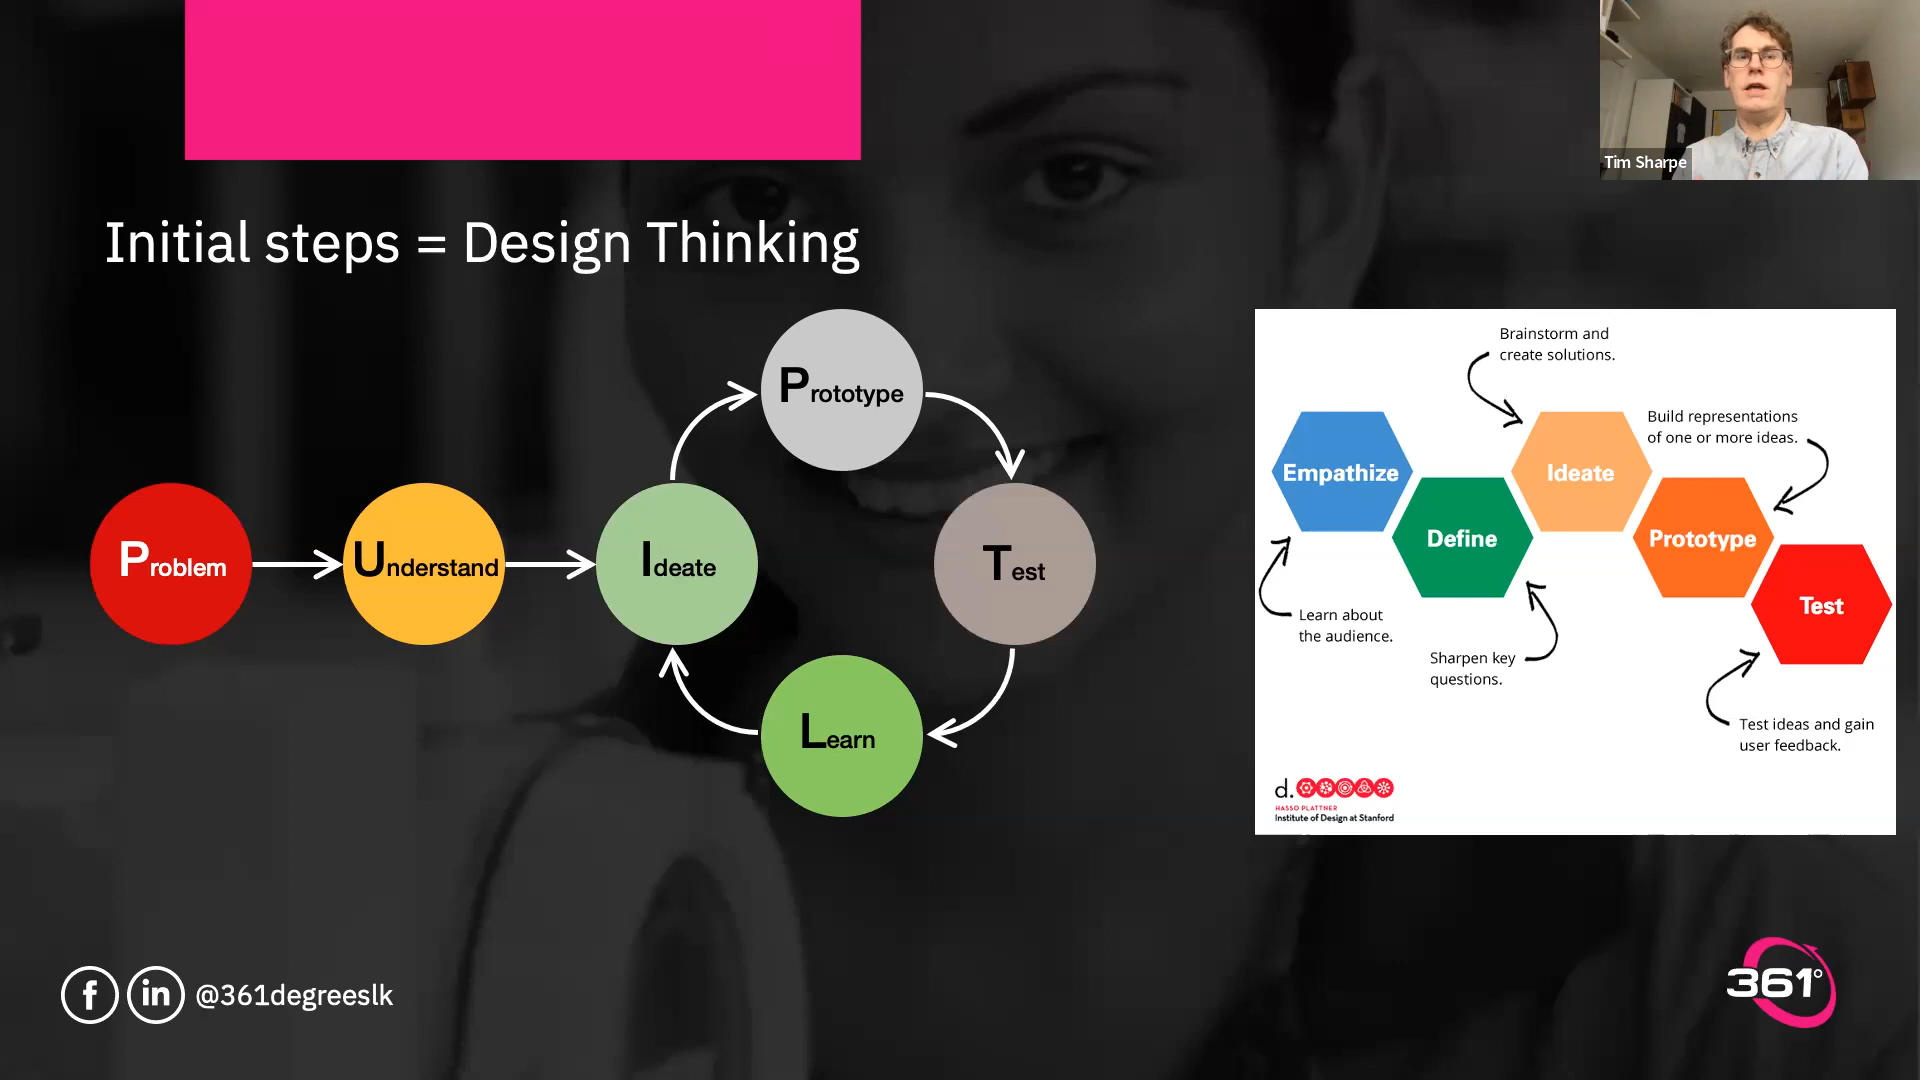 Tim Sharpe
Initial steps = Design Thinking
Problem
Understand
Ideate
Prototype
Test
Learn
Brainstorm and
create solutions.
Build representations
of one or more ideas.
Empathize
Define
Ideate
Prototype
Test
Learn about
the audience.
Sharpen key
questions.
Test ideas and gain
user feedback.
d.
HASSO PLATTNER
Institute of Design at Stanford
f in @361degreeslk
361°